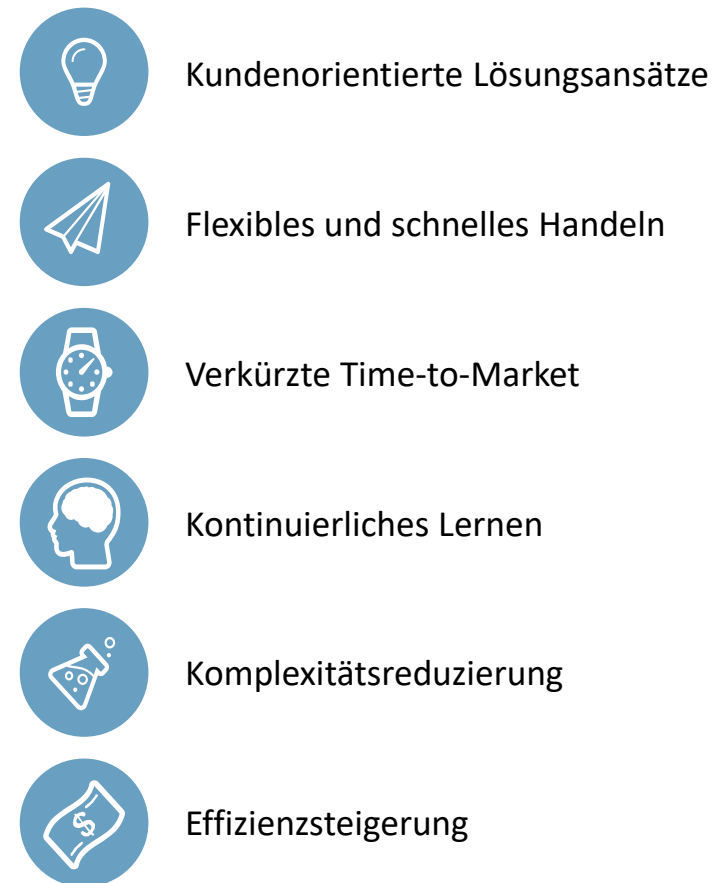 Kundenorientierte Lösungsansätze
Flexibles und schnelles Handeln
Verkürzte Time-to-Market
Kontinuierliches Lernen
Komplexitätsreduzierung
$
Effizienzsteigerung